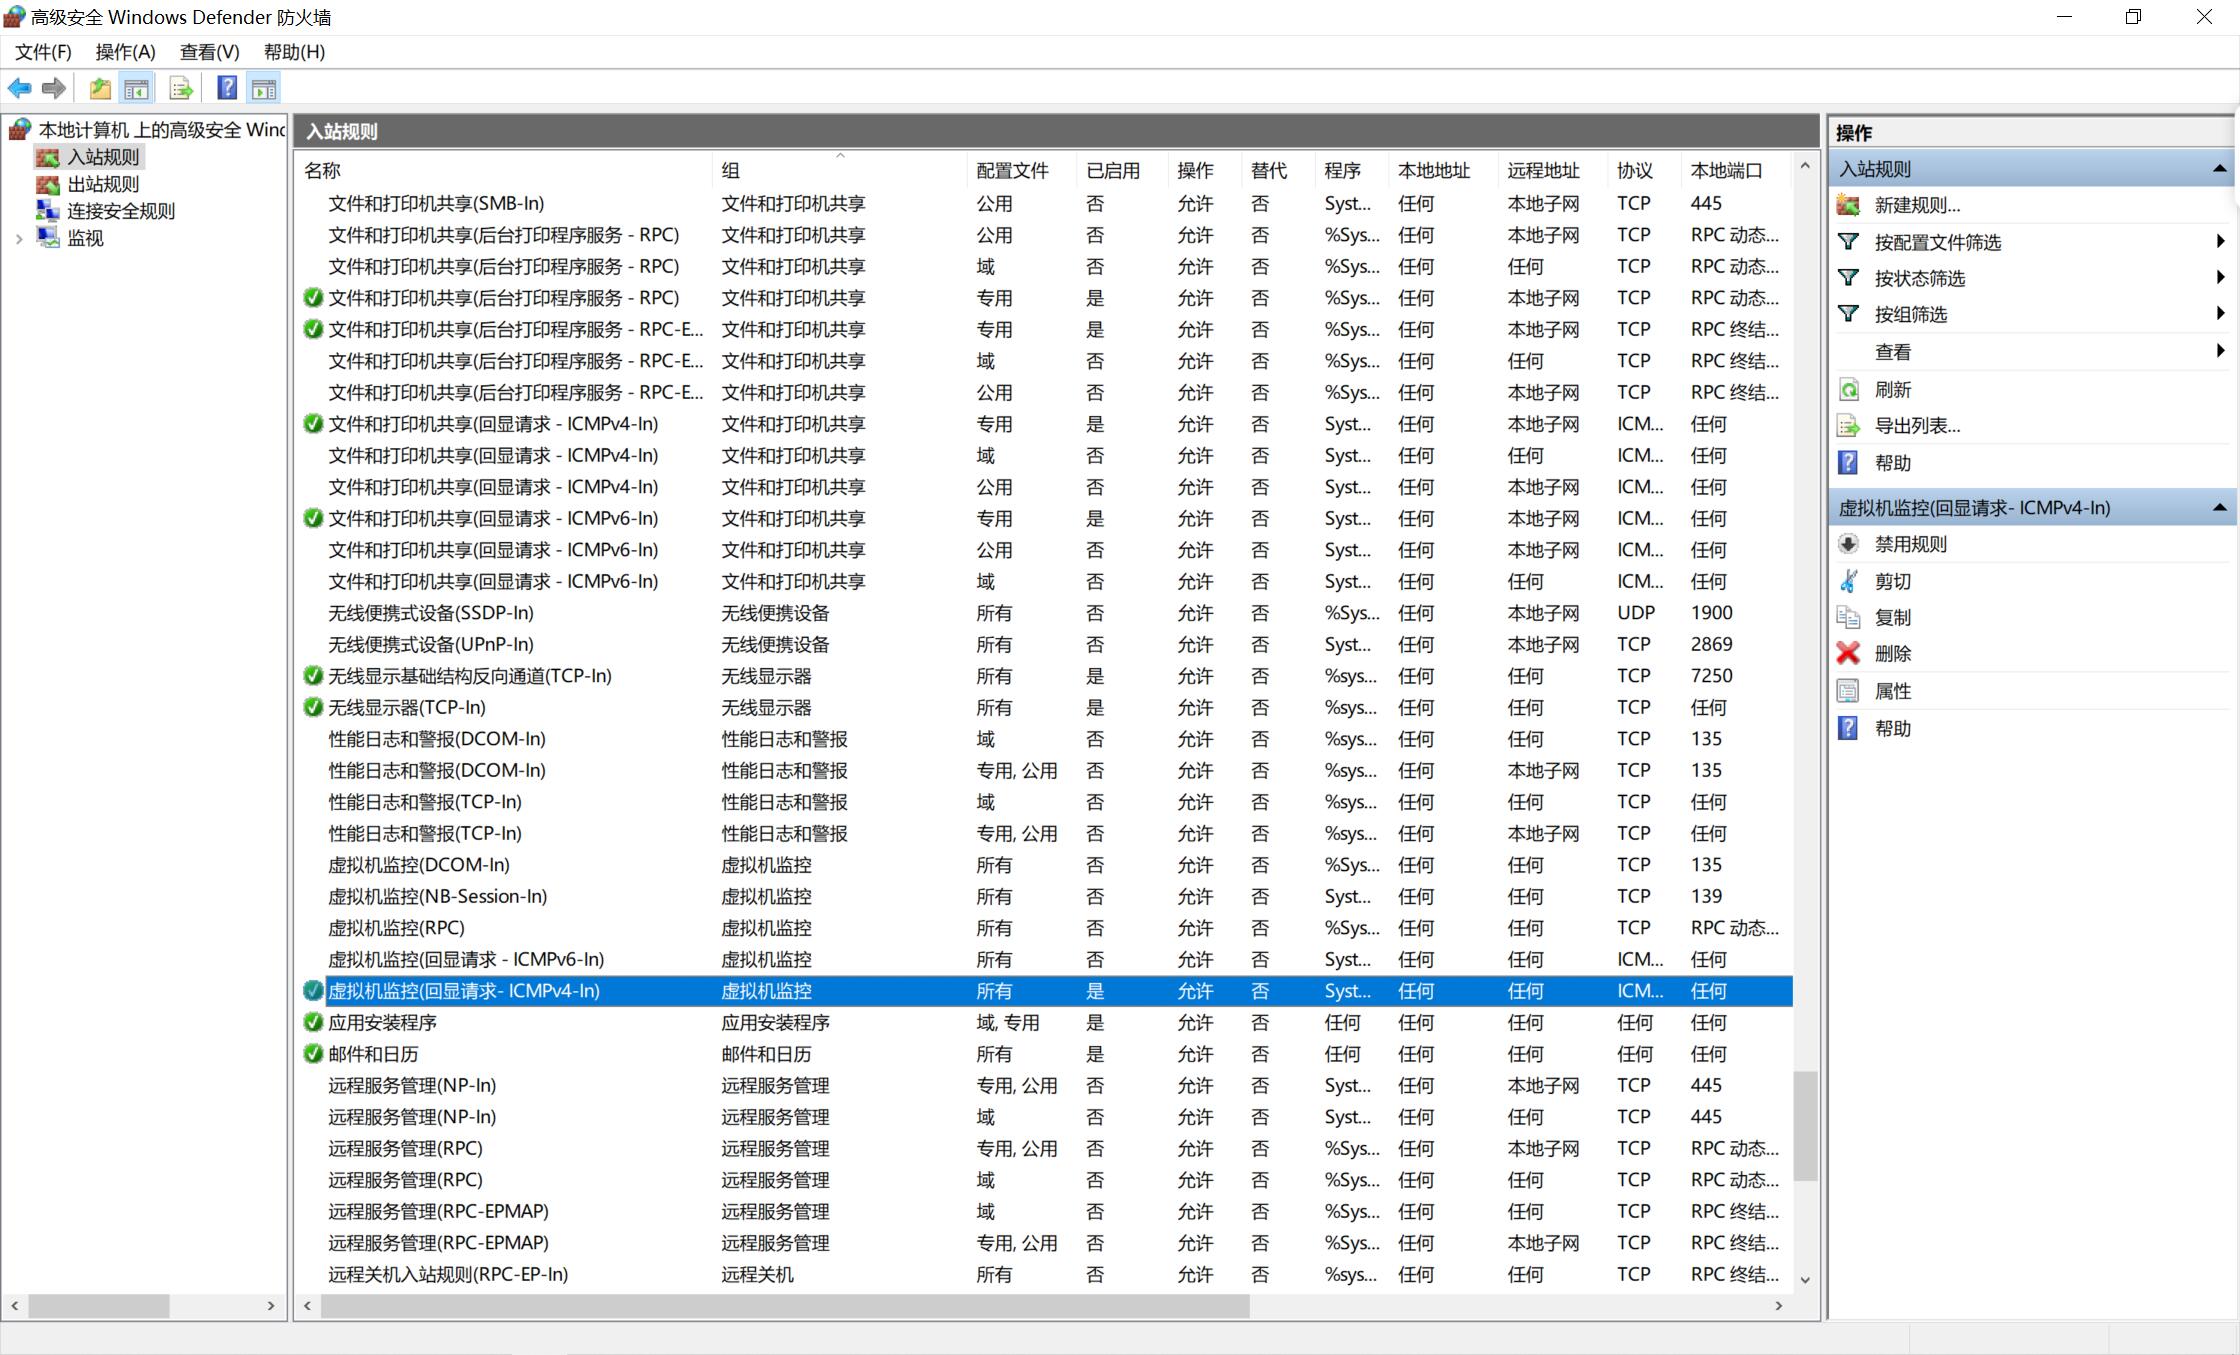 高级安全 Windows Defender 防火墙
文件(F) 操作(A) 查看(V) 帮助(H)
本地计算机 上的高级安全 Wind
入站规则
出站规则
连接安全规则
监视
入站规则
名称 组 配置文件 已启用 操作 替代 程序 本地地址 远程地址 协议 本地端口
文件和打印机共享(SMB-In) 文件和打印机共享 公用 否 允许 否 Syst... 任何 本地子网 TCP 445
文件和打印机共享(后台打印程序服务 - RPC) 文件和打印机共享 公用 否 允许 否 %Sys... 任何 本地子网 TCP RPC 动态...
文件和打印机共享(后台打印程序服务 - RPC) 文件和打印机共享 域 否 允许 否 %Sys... 任何 任何 TCP RPC 动态...
文件和打印机共享(后台打印程序服务 - RPC) 文件和打印机共享 专用 是 允许 否 %Sys... 任何 本地子网 TCP RPC 动态...
文件和打印机共享(后台打印程序服务 - RPC-E... 文件和打印机共享 专用 是 允许 否 %Sys... 任何 本地子网 TCP RPC 终结...
文件和打印机共享(后台打印程序服务 - RPC-E... 文件和打印机共享 域 否 允许 否 %Sys... 任何 任何 TCP RPC 终结...
文件和打印机共享(后台打印程序服务 - RPC-E... 文件和打印机共享 公用 否 允许 否 %Sys... 任何 本地子网 TCP RPC 终结...
文件和打印机共享(回显请求 - ICMPv4-In) 文件和打印机共享 专用 是 允许 否 Syst... 任何 本地子网 ICM... 任何
文件和打印机共享(回显请求 - ICMPv4-In) 文件和打印机共享 域 否 允许 否 Syst... 任何 任何 ICM... 任何
文件和打印机共享(回显请求 - ICMPv4-In) 文件和打印机共享 公用 否 允许 否 Syst... 任何 本地子网 ICM... 任何
文件和打印机共享(回显请求 - ICMPv6-In) 文件和打印机共享 专用 是 允许 否 Syst... 任何 本地子网 ICM... 任何
文件和打印机共享(回显请求 - ICMPv6-In) 文件和打印机共享 公用 否 允许 否 Syst... 任何 本地子网 ICM... 任何
文件和打印机共享(回显请求 - ICMPv6-In) 文件和打印机共享 域 否 允许 否 Syst... 任何 任何 ICM... 任何
无线便携式设备(SSDP-In) 无线便携设备 所有 否 允许 否 %Sys... 任何 本地子网 UDP 1900
无线便携式设备(UPnP-In) 无线便携设备 所有 否 允许 否 Syst... 任何 本地子网 TCP 2869
无线显示基础结构反向通道(TCP-In) 无线显示器 所有 是 允许 否 %sys... 任何 任何 TCP 7250
无线显示器(TCP-In) 无线显示器 所有 是 允许 否 %sys... 任何 任何 TCP 任何
性能日志和警报(DCOM-In) 性能日志和警报 域 否 允许 否 %sys... 任何 任何 TCP 135
性能日志和警报(DCOM-In) 性能日志和警报 专用, 公用 否 允许 否 %sys... 任何 本地子网 TCP 135
性能日志和警报(TCP-In) 性能日志和警报 域 否 允许 否 %sys... 任何 任何 TCP 任何
性能日志和警报(TCP-In) 性能日志和警报 专用, 公用 否 允许 否 %sys... 任何 本地子网 TCP 任何
虚拟机监控(DCOM-In) 虚拟机监控 所有 否 允许 否 %Sys... 任何 任何 TCP 135
虚拟机监控(NB-Session-In) 虚拟机监控 所有 否 允许 否 Syst... 任何 任何 TCP 139
虚拟机监控(RPC) 虚拟机监控 所有 否 允许 否 %Sys... 任何 任何 TCP RPC 动态...
虚拟机监控(回显请求 - ICMPv6-In) 虚拟机监控 所有 否 允许 否 Syst... 任何 任何 ICM... 任何
虚拟机监控(回显请求- ICMPv4-In) 虚拟机监控 所有 是 允许 否 Syst... 任何 任何 ICM... 任何
应用安装程序 应用安装程序 域, 专用 是 允许 否 任何 任何 任何 任何 任何
邮件和日历 邮件和日历 所有 是 允许 否 任何 任何 任何 任何 任何
远程服务管理(NP-In) 远程服务管理 专用, 公用 否 允许 否 Syst... 任何 本地子网 TCP 445
远程服务管理(NP-In) 远程服务管理 域 否 允许 否 Syst... 任何 任何 TCP 445
远程服务管理(RPC) 远程服务管理 专用, 公用 否 允许 否 %Sys... 任何 本地子网 TCP RPC 动态...
远程服务管理(RPC) 远程服务管理 域 否 允许 否 %Sys... 任何 任何 TCP RPC 动态...
远程服务管理(RPC-EPMAP) 远程服务管理 域 否 允许 否 %Sys... 任何 任何 TCP RPC 终结...
远程服务管理(RPC-EPMAP) 远程服务管理 专用, 公用 否 允许 否 %Sys... 任何 本地子网 TCP RPC 终结...
远程关机入站规则(RPC-EP-In) 远程关机 所有 否 允许 否 %sys... 任何 任何 TCP RPC 终结...
操作
入站规则
新建规则...
按配置文件筛选
按状态筛选
按组筛选
查看
刷新
导出列表...
帮助
虚拟机监控(回显请求- ICMPv4-In)
禁用规则
剪切
复制
删除
属性
帮助